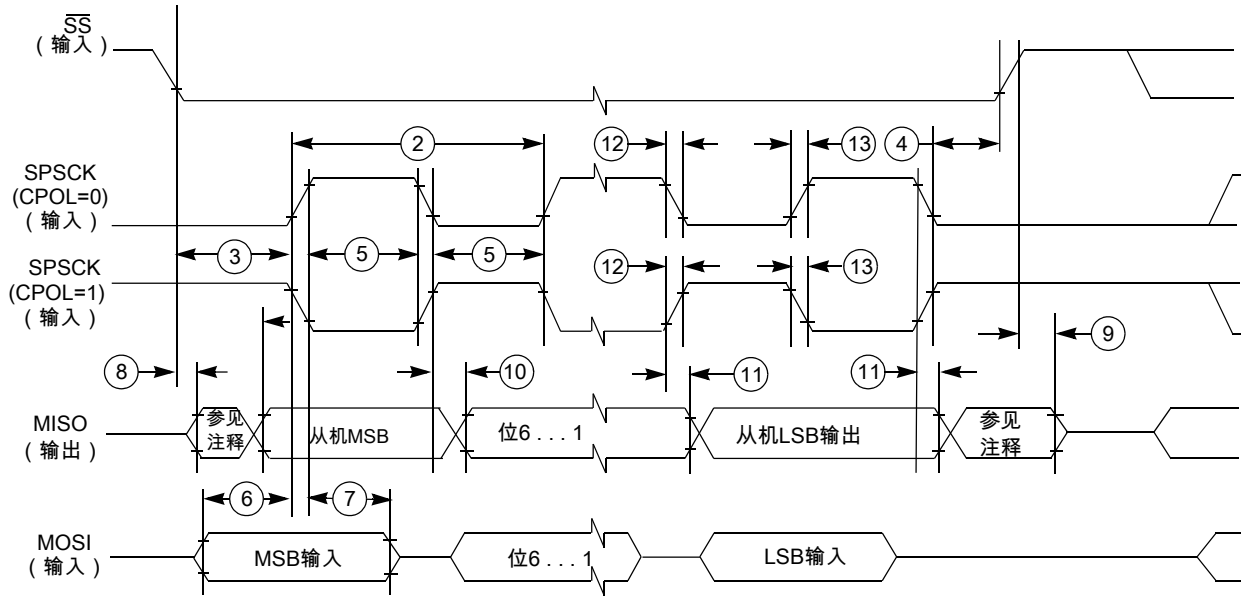 SS
(输入)
②
⑫
⑬
④
SPSCK
(CPOL=0)
(输入)
③
⑤
⑤
⑫
⑬
SPSCK
(CPOL=1)
(输入)
⑧
⑩
⑪
⑪
⑨
MISO
(输出)
参见
注释
从机MSB
位6 . . . 1
从机LSB输出
参见
注释
⑥
⑦
MOSI
(输入)
MSB输入
位6 . . . 1
LSB输入